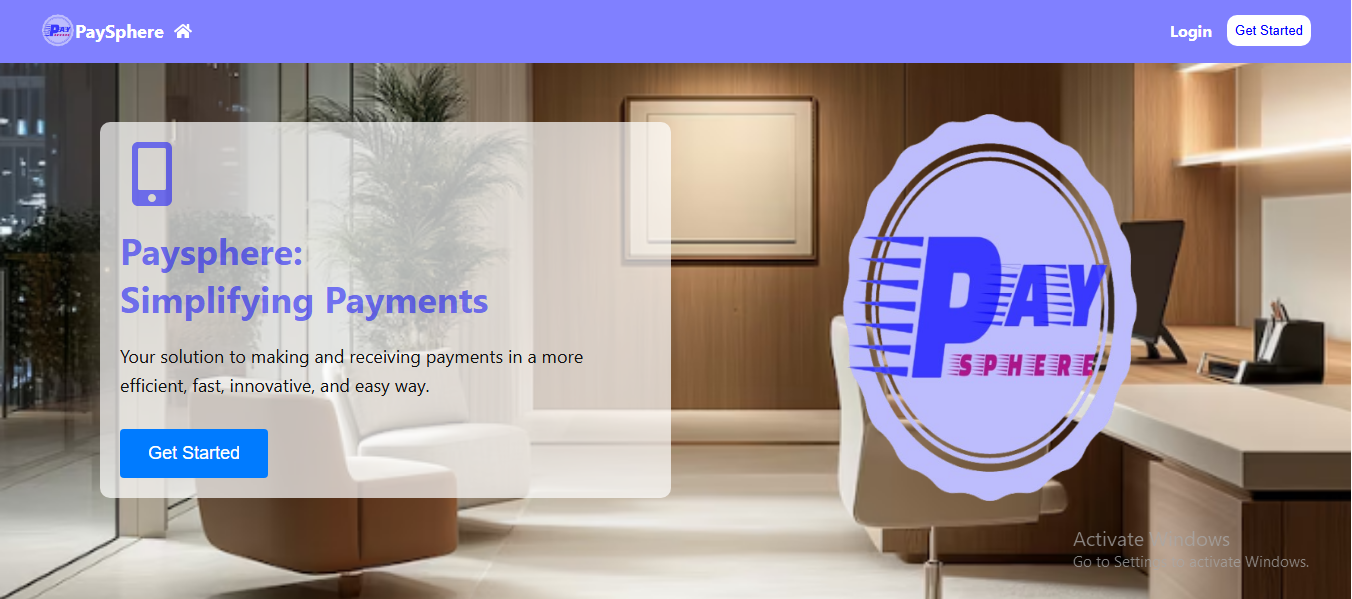 PAY
PaySphere
Login
Get Started
Paysphere:
Simplifying Payments
Your solution to making and receiving payments in a more
efficient, fast, innovative, and easy way.
Get Started
PAY
SPHERE
Activate Windows
Go to Settings to activate Windows.